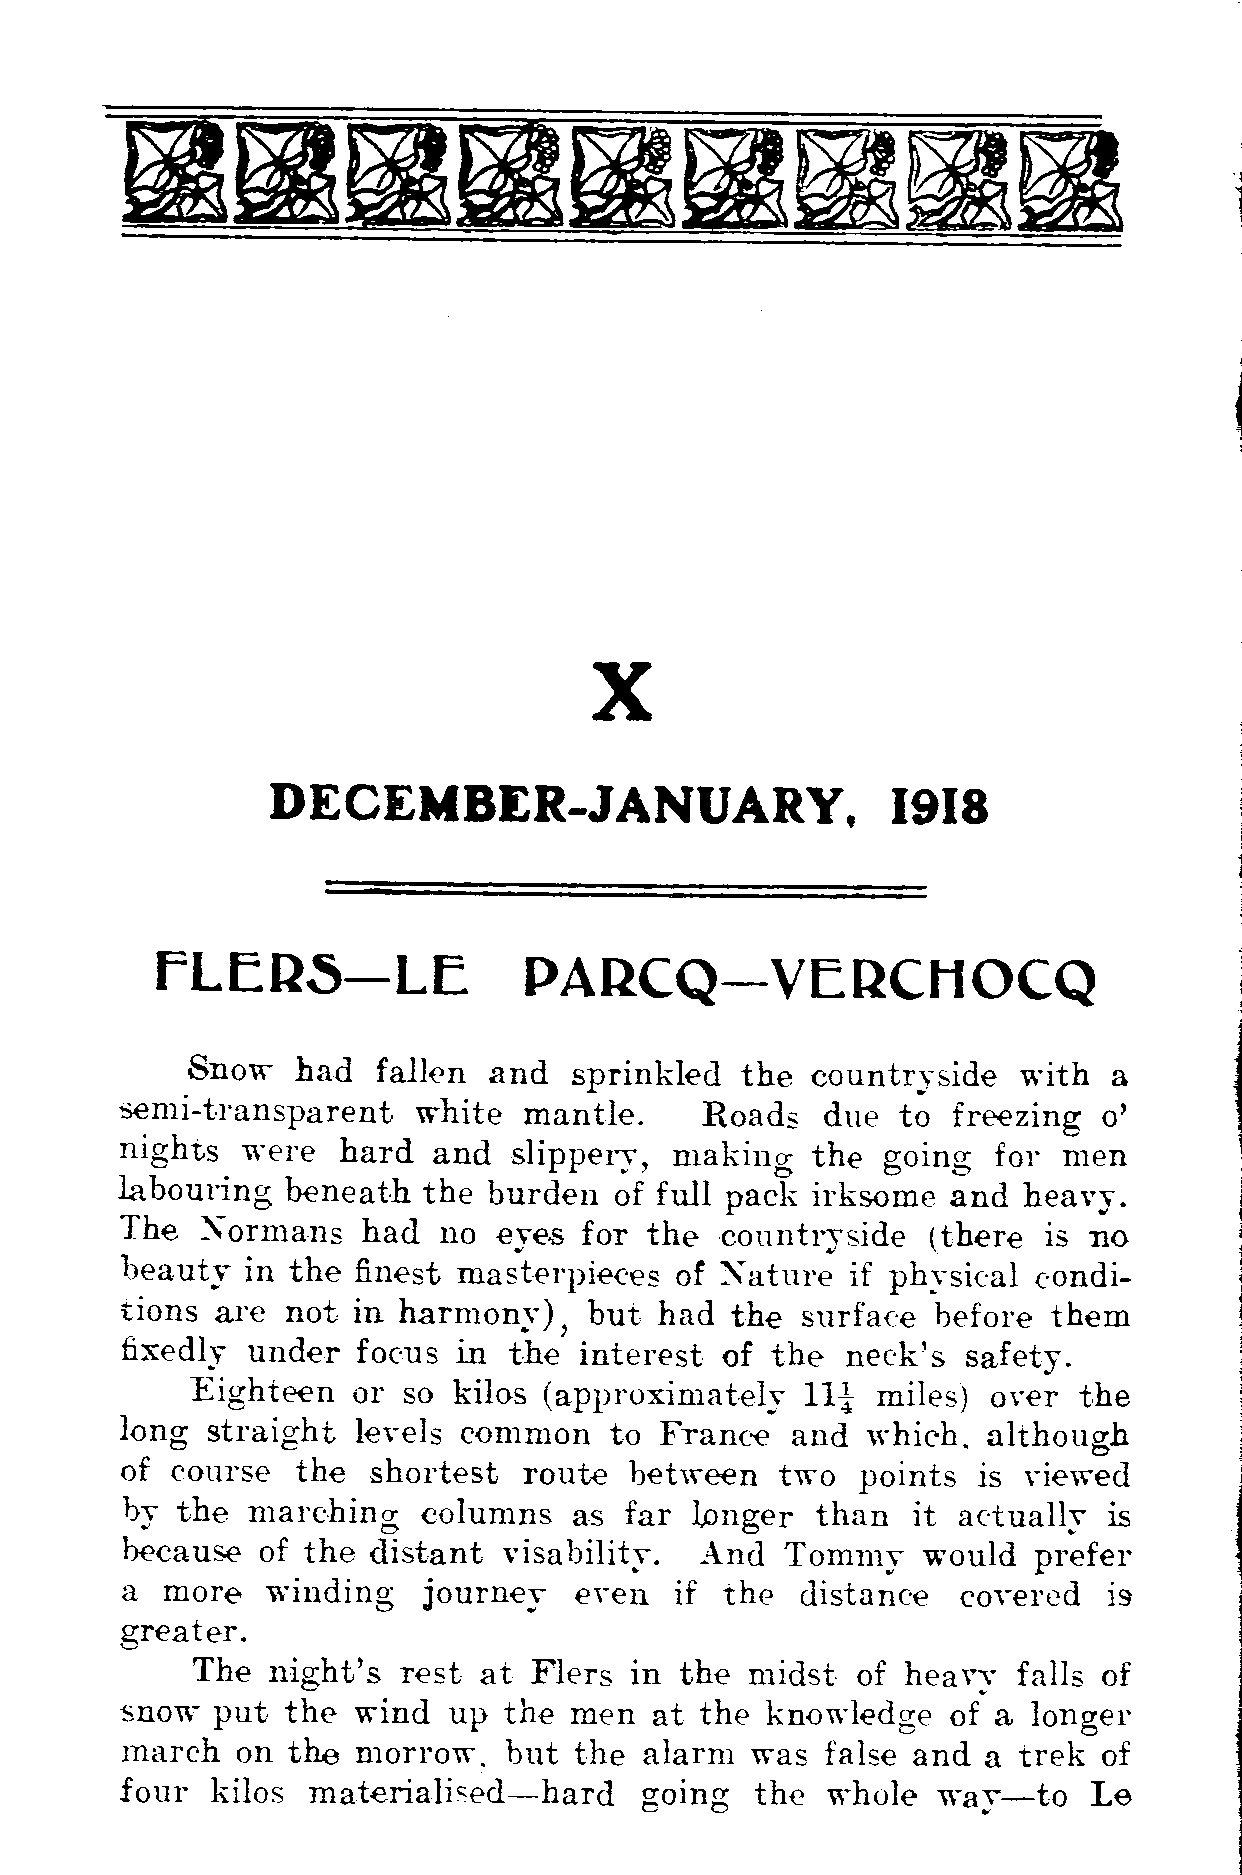 X
DECEMBER-JANUARY, 1918
FLERS—LE PARCQ—VERCHOCQ
Snow had fallen and sprinkled the countryside with a
semi-transparent white mantle. Roads due to freezing o'
nights were hard and slippery, making the going for men
labouring beneath the burden of full pack irksome and heavy.
The Normans had no eyes for the countryside (there is no
beauty in the finest masterpieces of Nature if physical condi-
tions are not in harmony), but had the surface before them
fixedly under focus in the interest of the neck's safety.
Eighteen or so kilos (approximately 11¼ miles) over the
long straight levels common to France and which, although
of course the shortest route between two points is viewed
by the marching columns as far longer than it actually is
because of the distant visability. And Tommy would prefer
a more winding journey even if the distance covered is
greater.
The night's rest at Flers in the midst of heavy falls of
snow put the wind up the men at the knowledge of a longer
march on the morrow, but the alarm was false and a trek of
four kilos materialised—hard going the whole way—to Le